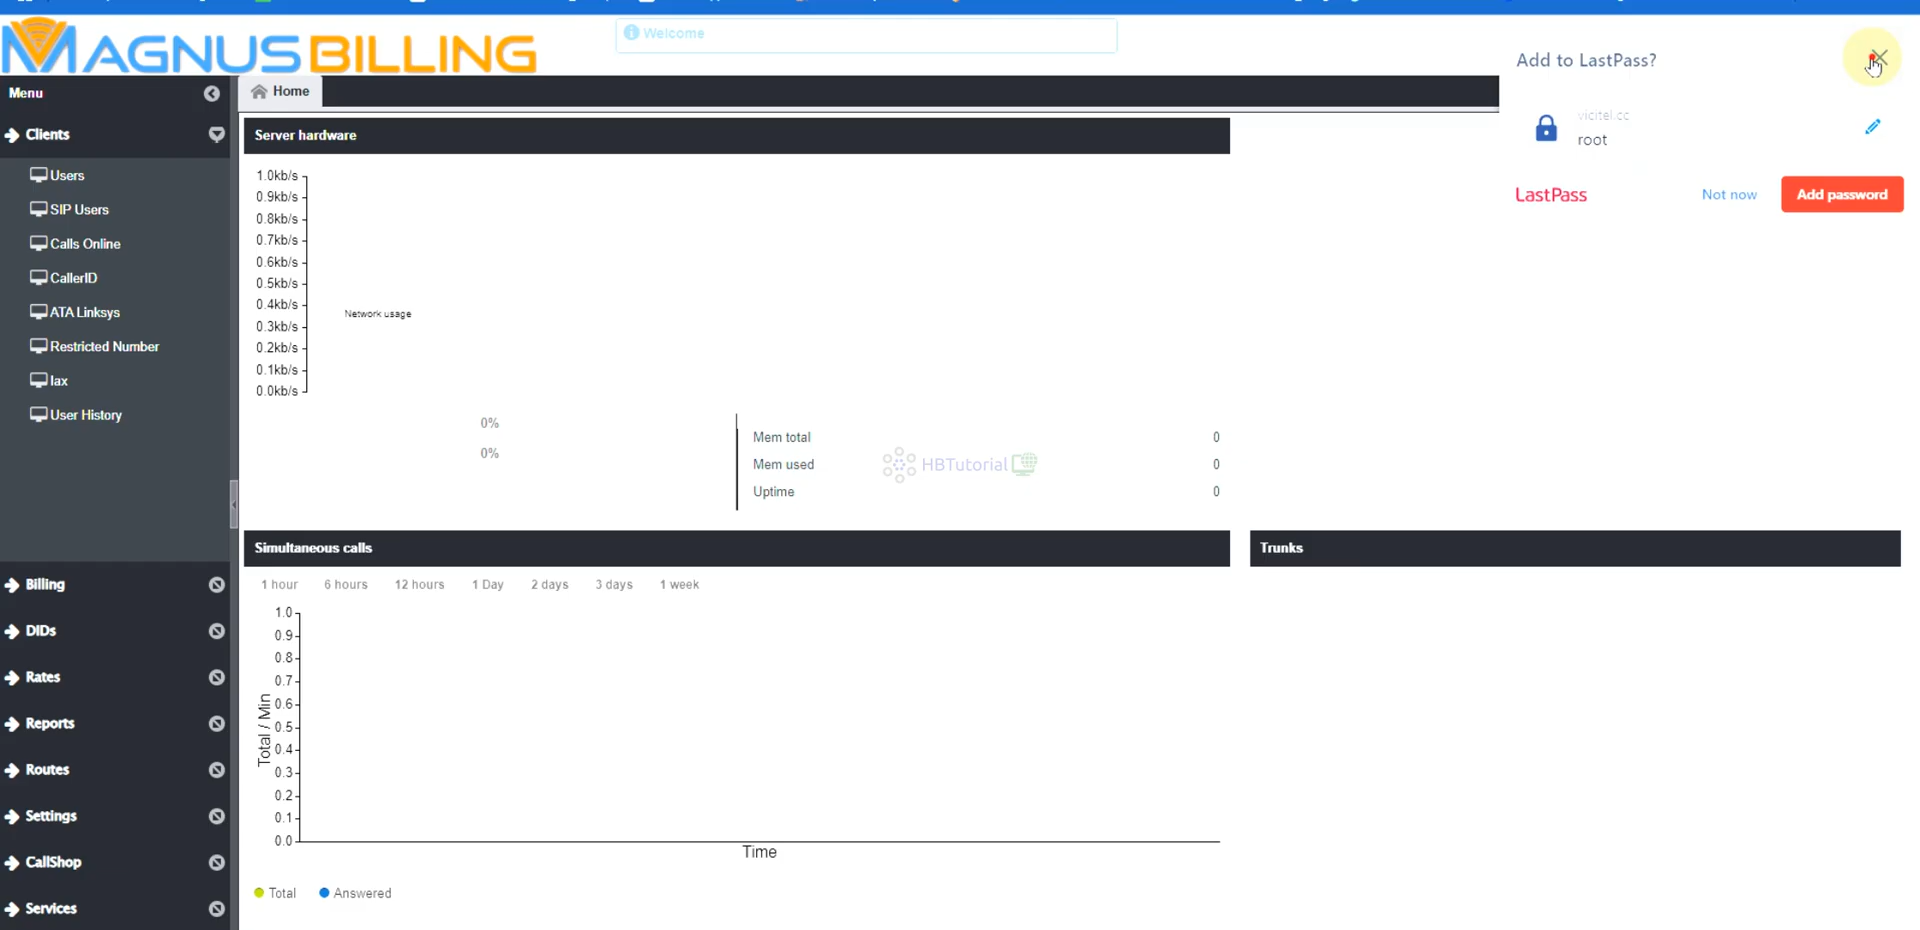 MAGNUSBILLING
Welcome
Add to LastPass?
vicitel.cc
root
LastPass
Not now
Add password
Menu
Home
Clients
Users
SIP Users
Calls Online
CallerID
ATA Linksys
Restricted Number
Iax
User History
Billing
DIDs
Rates
Reports
Routes
Settings
CallShop
Services
Server hardware
1.0kb/s
0.9kb/s
0.8kb/s
0.7kb/s
0.6kb/s
0.5kb/s
0.4kb/s
0.3kb/s
0.2kb/s
0.1kb/s
0.0kb/s
Network usage
0%
0%
Mem total 0
Mem used 0
Uptime 0
HBTutorial
Simultaneous calls
1 hour 6 hours 12 hours 1 Day 2 days 3 days 1 week
1.0
0.9
0.8
0.7
0.6
0.5
0.4
0.3
0.2
0.1
0.0
Total / Min
Time
Total Answered
Trunks